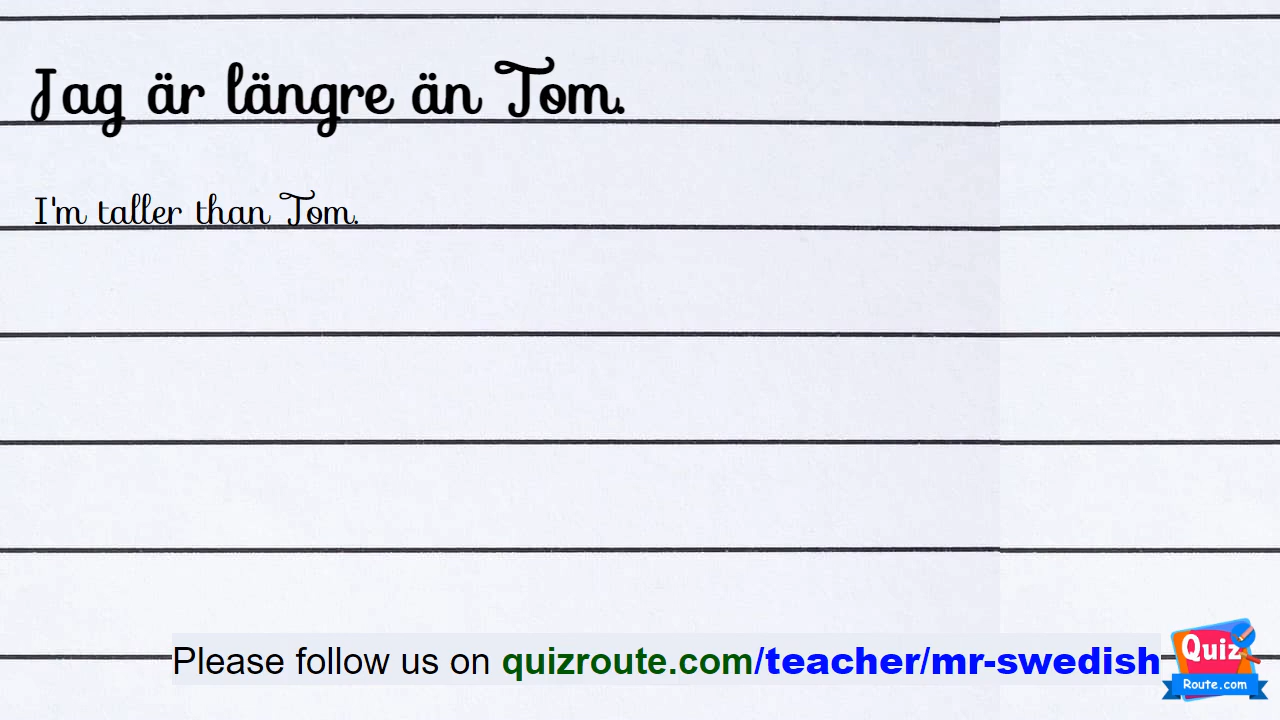 Jag är längre än Tom.
I'm taller than Tom.
Please follow us on quizroute.com/teacher/mr-swedish
Quiz
Route.com